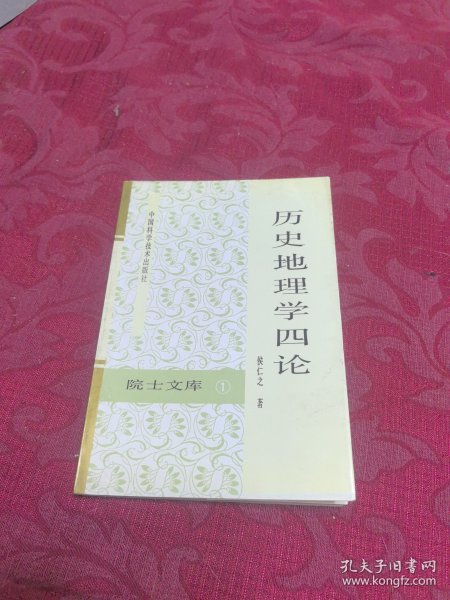 历史地理学四论
侯仁之 著
中国科学技术出版社
院士文库 ①
孔夫子旧书网
www.kongfz.com